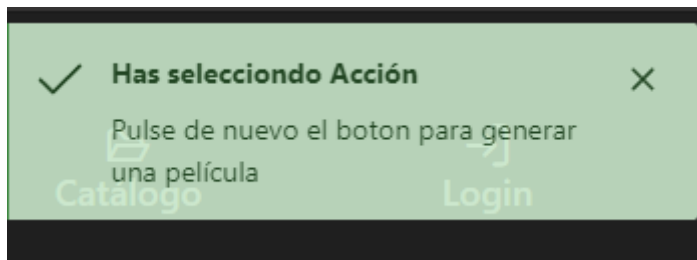 Has selecciondo Acción
Pulse de nuevo el boton para generar
una película
Catálogo
Login